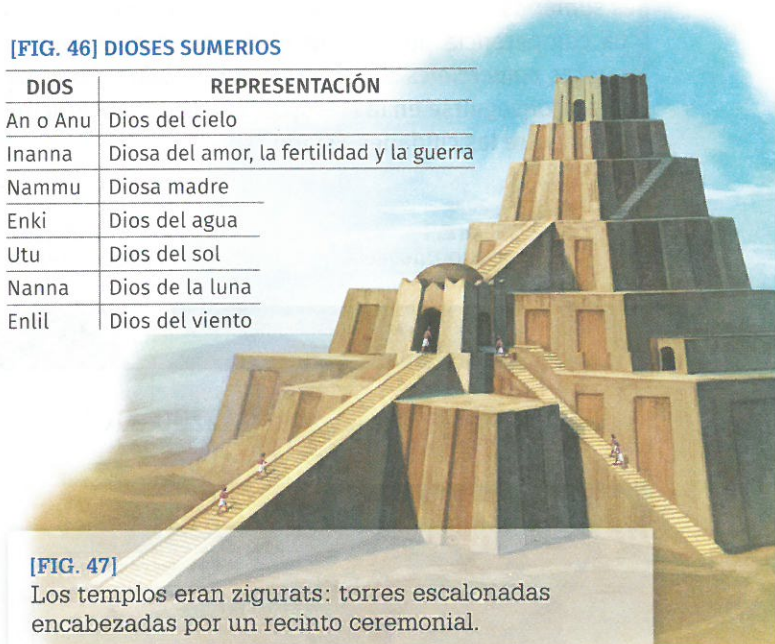 [FIG. 46] DIOSES SUMERIOS
DIOS REPRESENTACIÓN
An o Anu Dios del cielo
Inanna Diosa del amor, la fertilidad y la guerra
Nammu Diosa madre
Enki Dios del agua
Utu Dios del sol
Nanna Dios de la luna
Enlil Dios del viento
[FIG. 47]
Los templos eran zigurats: torres escalonadas
encabezadas por un recinto ceremonial.